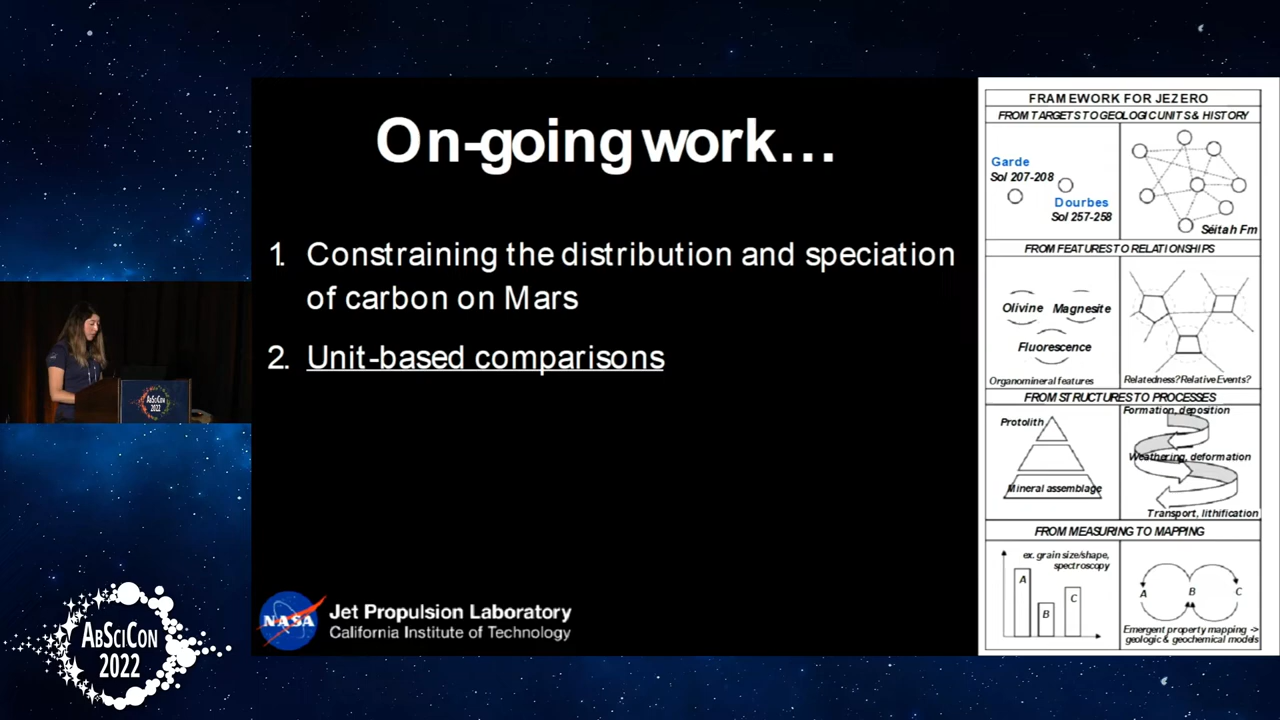 On-going work...
1. Constraining the distribution and speciation
of carbon on Mars
2. Unit-based comparisons
NASA
Jet Propulsion Laboratory
California Institute of Technology
FRAMEWORK FOR JEZERO
FROM TARGETS TO GEOLOGIC UNITS & HISTORY
Garde
Sol 207-208
Dourbes
Sol 257-258
Séitah Fm
FROM FEATURES TO RELATIONSHIPS
Olivine
Magnesite
Fluorescence
Organomineral features
Relatedness? Relative Events?
FROM STRUCTURES TO PROCESSES
Protolith
Mineral assemblage
Formation, deposition
Weathering, deformation
Transport, lithification
FROM MEASURING TO MAPPING
ex. grain size/shape,
spectroscopy
A
B
C
A
B
C
Emergent property mapping ->
geologic & geochemical models
ABSCICON
2022
ABSCICON
2022